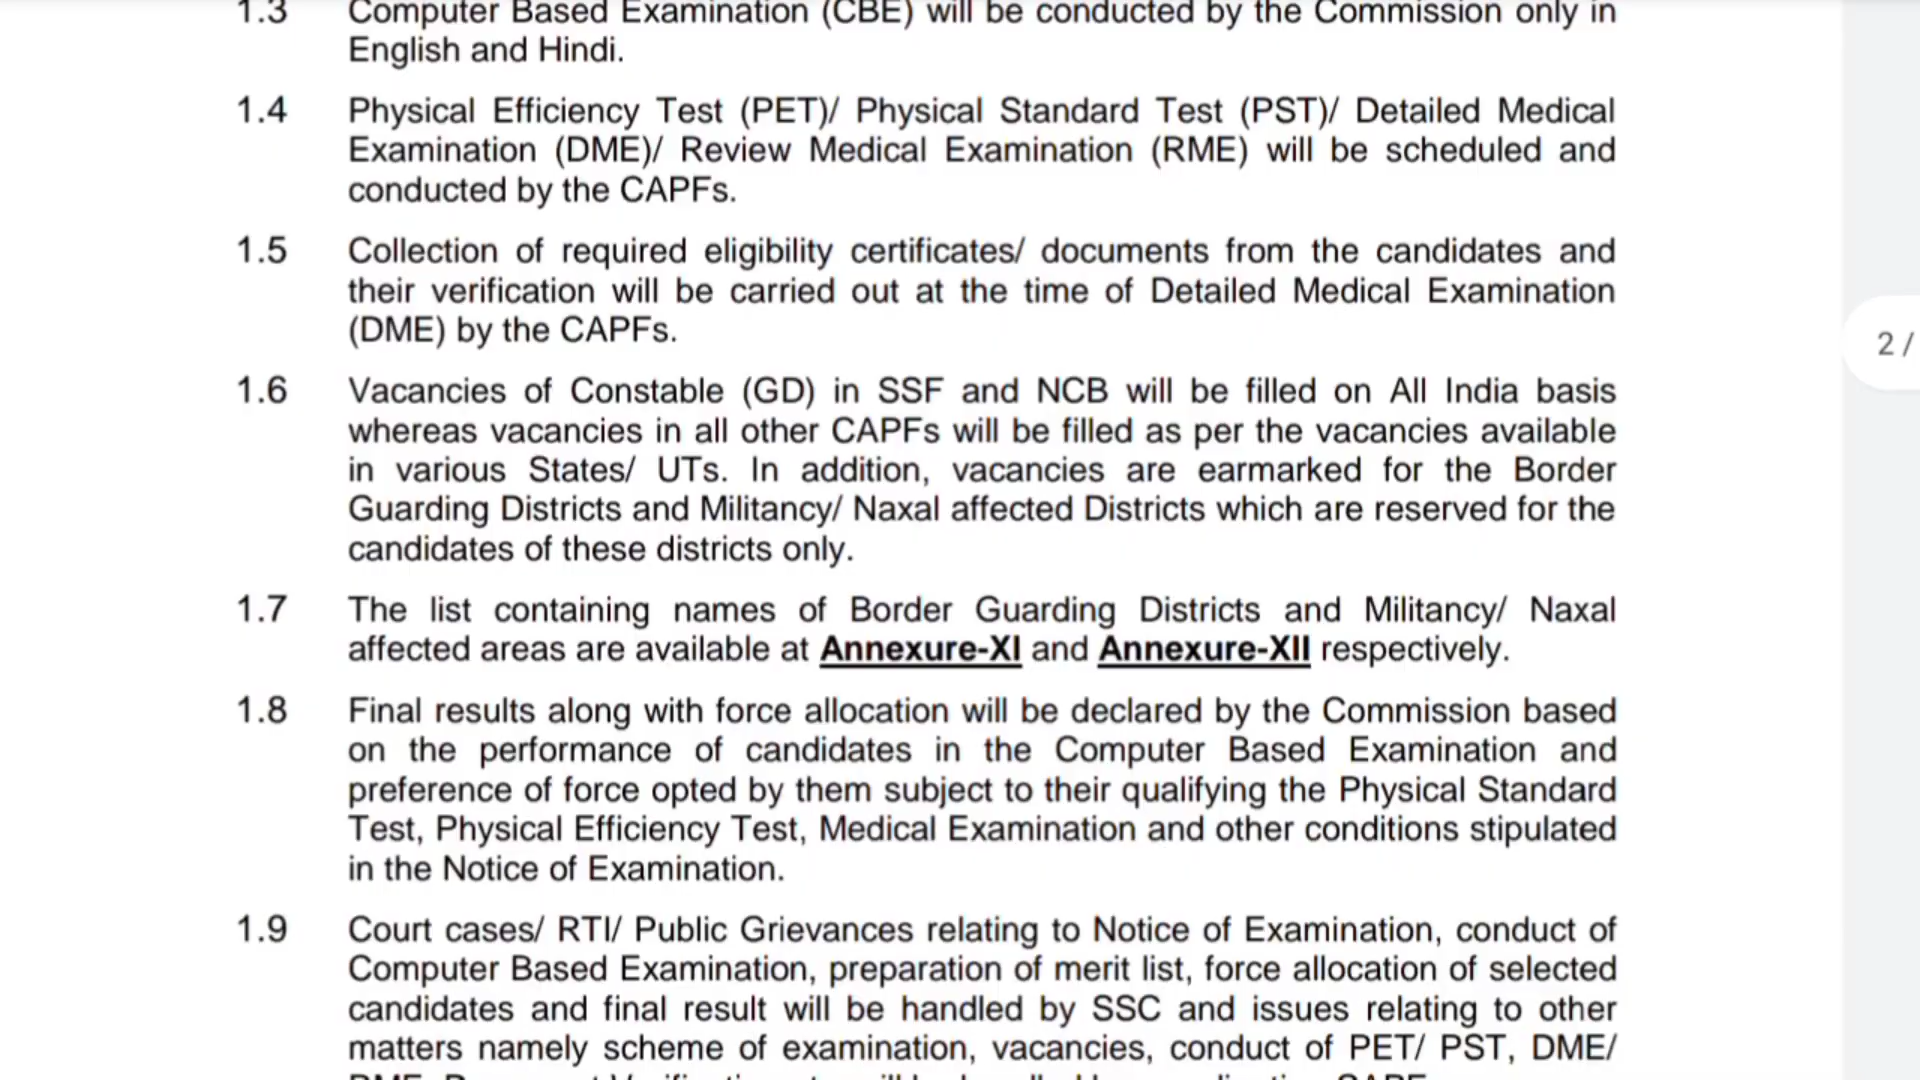 1.3 Computer Based Examination (CBE) will be conducted by the Commission only in
English and Hindi.
1.4 Physical Efficiency Test (PET)/ Physical Standard Test (PST)/ Detailed Medical
Examination (DME)/ Review Medical Examination (RME) will be scheduled and
conducted by the CAPFs.
1.5 Collection of required eligibility certificates/ documents from the candidates and
their verification will be carried out at the time of Detailed Medical Examination
(DME) by the CAPFs.
1.6 Vacancies of Constable (GD) in SSF and NCB will be filled on All India basis
whereas vacancies in all other CAPFs will be filled as per the vacancies available
in various States/ UTs. In addition, vacancies are earmarked for the Border
Guarding Districts and Militancy/ Naxal affected Districts which are reserved for the
candidates of these districts only.
1.7 The list containing names of Border Guarding Districts and Militancy/ Naxal
affected areas are available at Annexure-XI and Annexure-XII respectively.
1.8 Final results along with force allocation will be declared by the Commission based
on the performance of candidates in the Computer Based Examination and
preference of force opted by them subject to their qualifying the Physical Standard
Test, Physical Efficiency Test, Medical Examination and other conditions stipulated
in the Notice of Examination.
1.9 Court cases/ RTI/ Public Grievances relating to Notice of Examination, conduct of
Computer Based Examination, preparation of merit list, force allocation of selected
candidates and final result will be handled by SSC and issues relating to other
matters namely scheme of examination, vacancies, conduct of PET/ PST, DME/
2 /